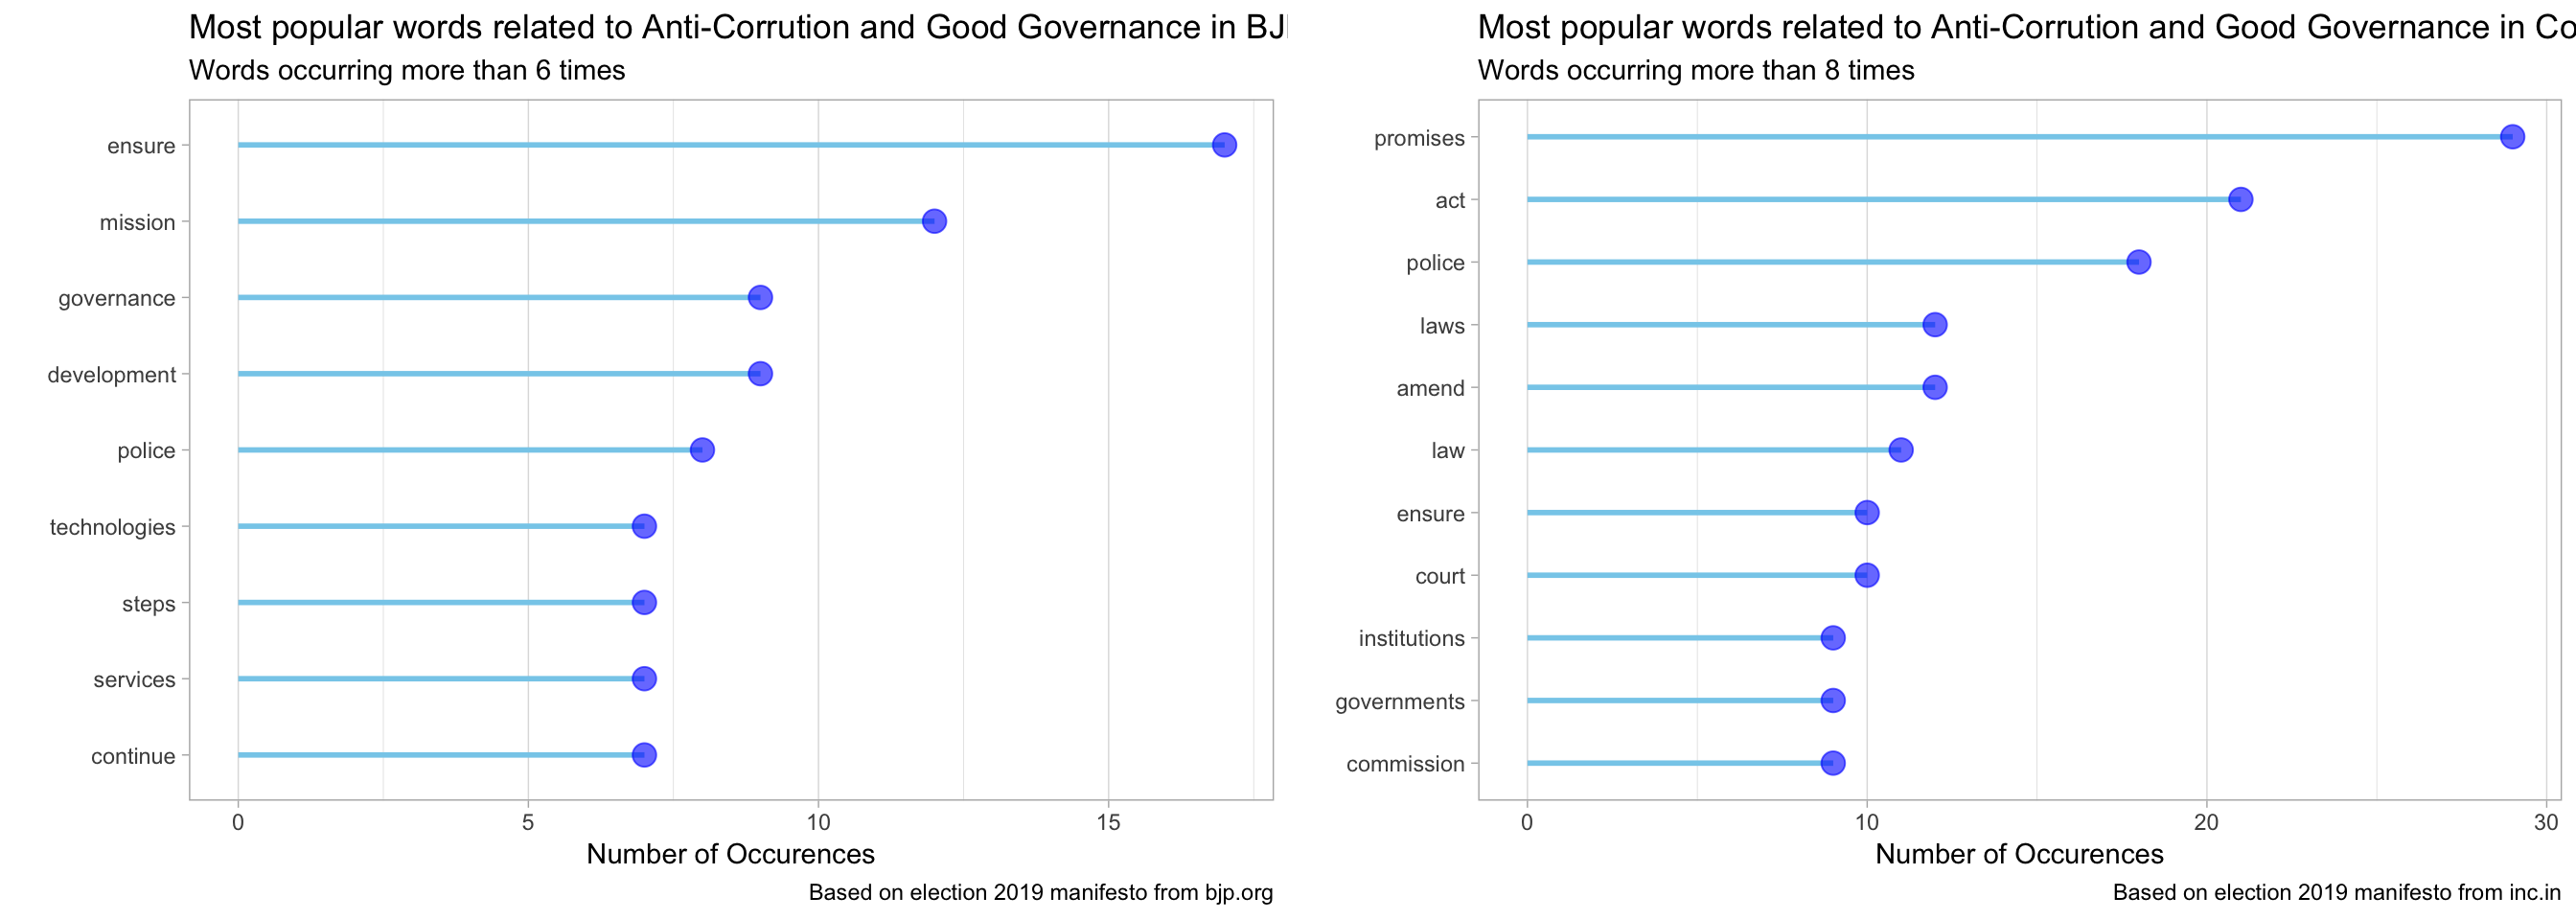 Most popular words related to Anti-Corrution and Good Governance in BJ
Words occurring more than 6 times
ensure
mission
governance
development
police
technologies
steps
services
continue
0 5 10 15
Number of Occurences
Based on election 2019 manifesto from bjp.org
Most popular words related to Anti-Corrution and Good Governance in Co
Words occurring more than 8 times
promises
act
police
laws
amend
law
ensure
court
institutions
governments
commission
0 10 20 30
Number of Occurences
Based on election 2019 manifesto from inc.in